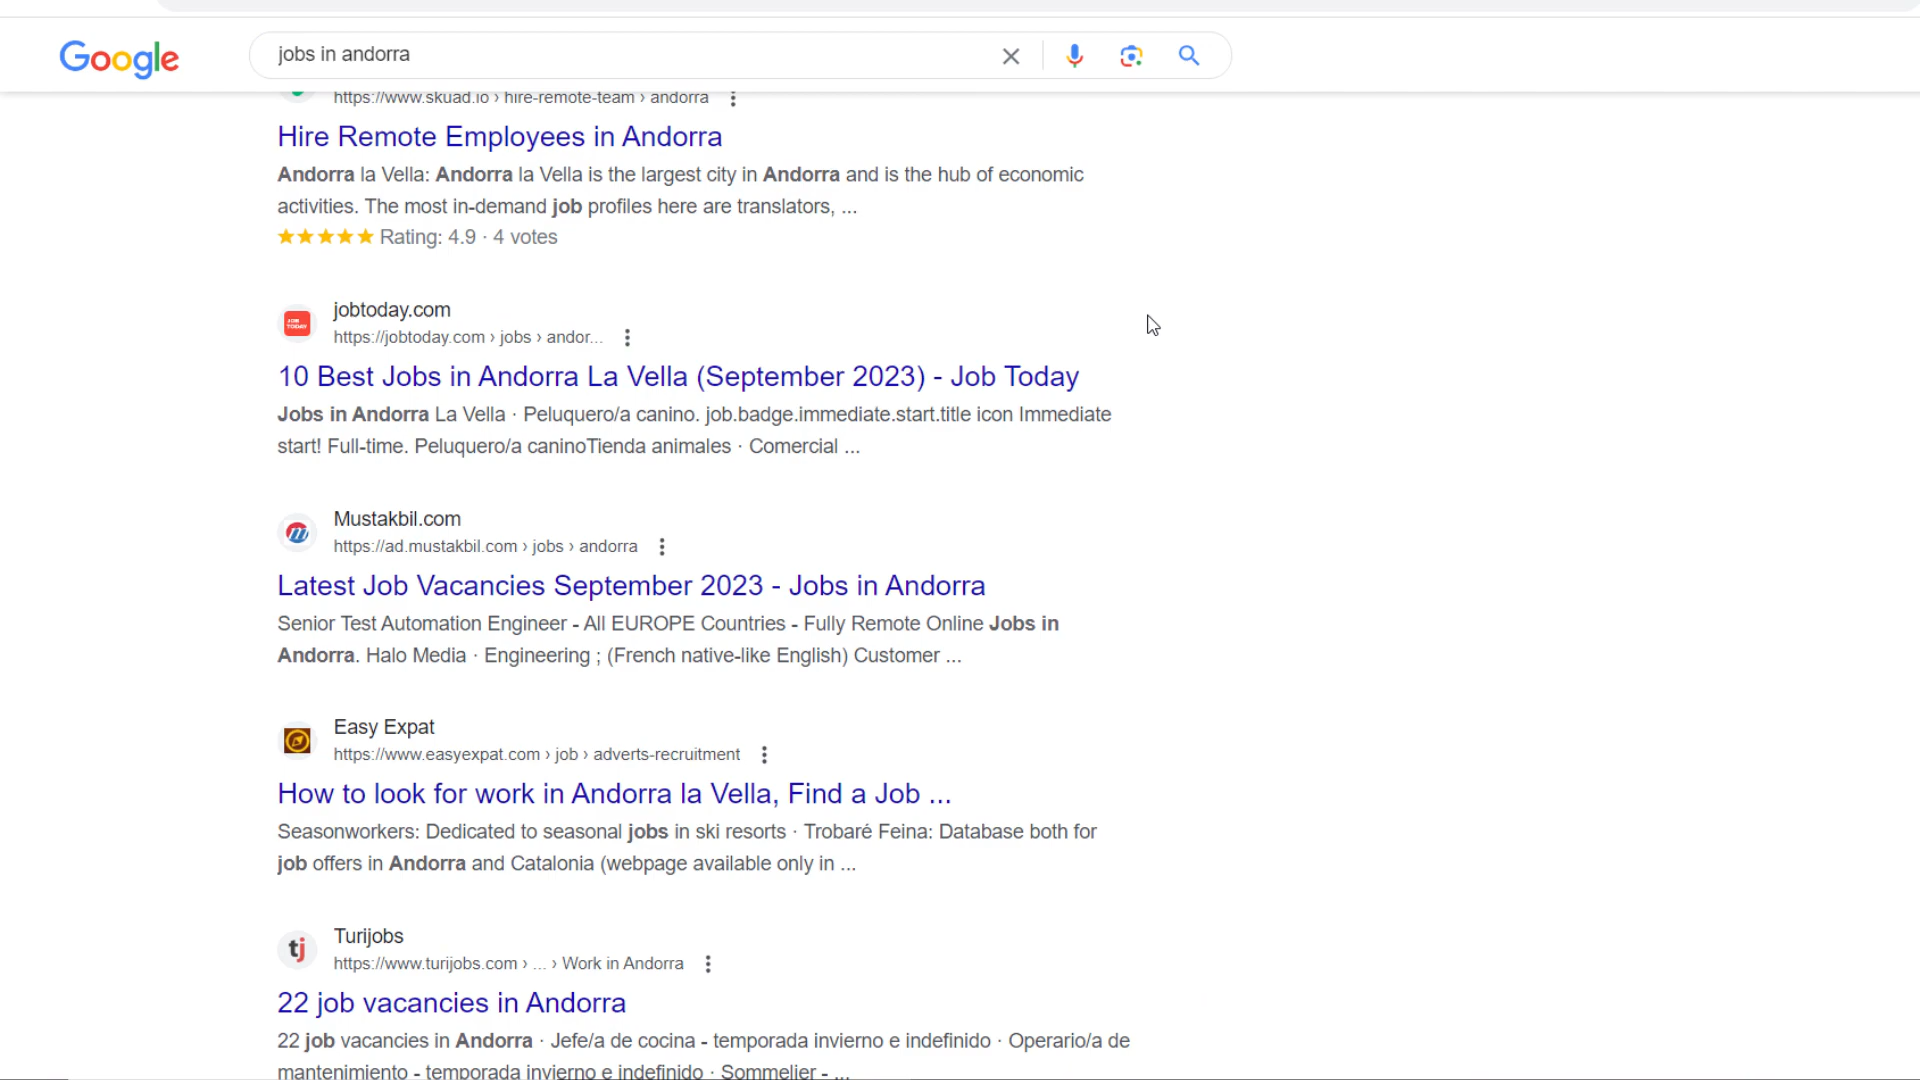 Google
jobs in andorra
https://www.skuad.io › hire-remote-team › andorra
Hire Remote Employees in Andorra
Andorra la Vella: Andorra la Vella is the largest city in Andorra and is the hub of economic
activities. The most in-demand job profiles here are translators, ...
Rating: 4.9 · 4 votes
JOB TODAY
jobtoday.com
https://jobtoday.com › jobs › andor...
10 Best Jobs in Andorra La Vella (September 2023) - Job Today
Jobs in Andorra La Vella · Peluquero/a canino. job.badge.immediate.start.title icon Immediate
start! Full-time. Peluquero/a caninoTienda animales · Comercial ...
m
Mustakbil.com
https://ad.mustakbil.com › jobs › andorra
Latest Job Vacancies September 2023 - Jobs in Andorra
Senior Test Automation Engineer - All EUROPE Countries - Fully Remote Online Jobs in
Andorra. Halo Media · Engineering ; (French native-like English) Customer ...
Easy Expat
https://www.easyexpat.com › job › adverts-recruitment
How to look for work in Andorra la Vella, Find a Job ...
Seasonworkers: Dedicated to seasonal jobs in ski resorts · Trobaré Feina: Database both for
job offers in Andorra and Catalonia (webpage available only in ...
tj
Turijobs
https://www.turijobs.com › ... › Work in Andorra
22 job vacancies in Andorra
22 job vacancies in Andorra · Jefe/a de cocina - temporada invierno e indefinido · Operario/a de
mantenimiento - temporada invierno e indefinido · Sommelier - ...